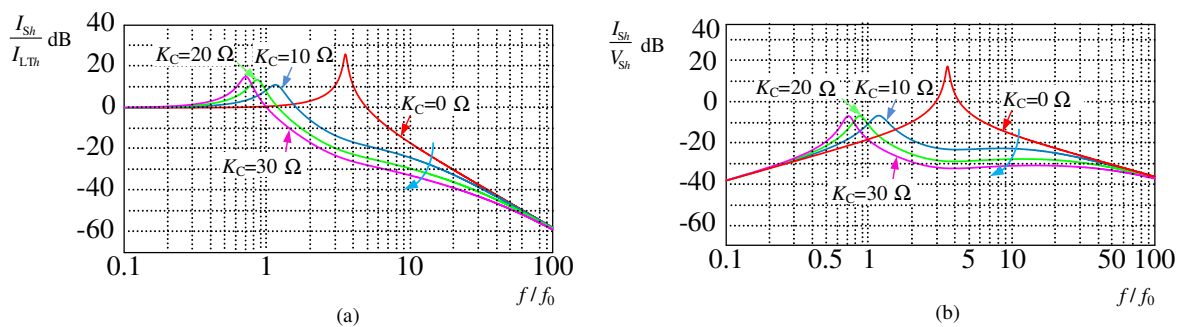 I_Sh / I_LTh dB
40
20
0
-20
-40
-60
K_C=20 Ω
K_C=10 Ω
K_C=0 Ω
K_C=30 Ω
0.1
1
10
100
f / f_0
(a)
I_Sh / V_Sh dB
40
20
0
-20
-40
-60
K_C=20 Ω
K_C=10 Ω
K_C=0 Ω
K_C=30 Ω
0.1
0.5
1
5
10
50
100
f / f_0
(b)